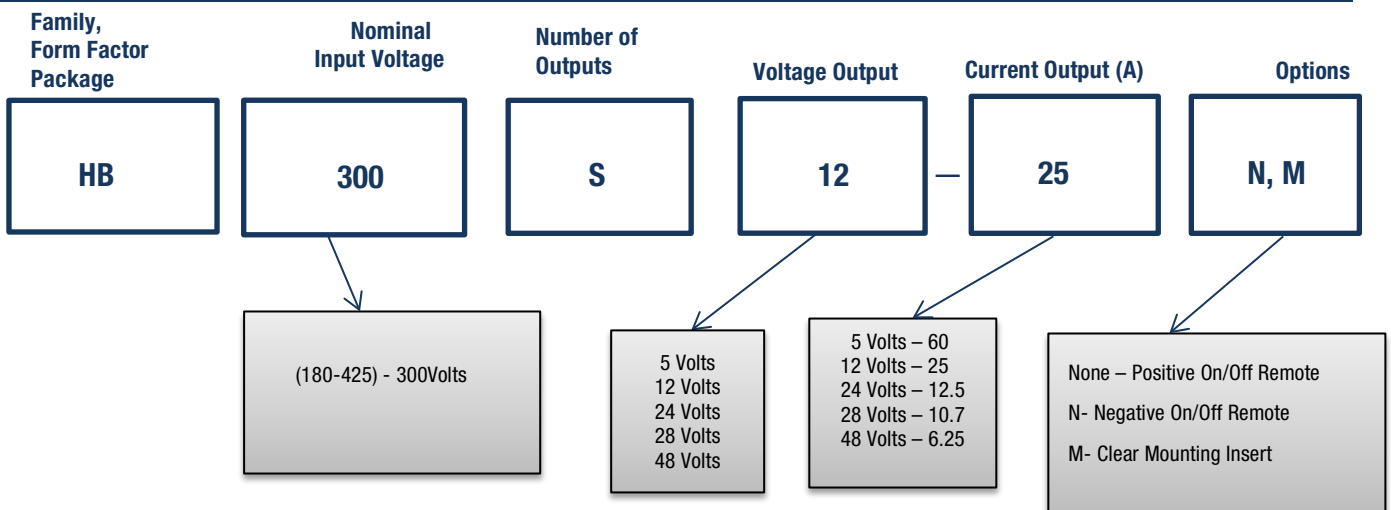 Family,
Form Factor
Package
Nominal
Input Voltage
Number of
Outputs
Voltage Output
Current Output (A)
Options
HB
300
S
12
—
25
N, M
(180-425) - 300Volts
5 Volts
12 Volts
24 Volts
28 Volts
48 Volts
5 Volts – 60
12 Volts – 25
24 Volts – 12.5
28 Volts – 10.7
48 Volts – 6.25
None – Positive On/Off Remote
N- Negative On/Off Remote
M- Clear Mounting Insert